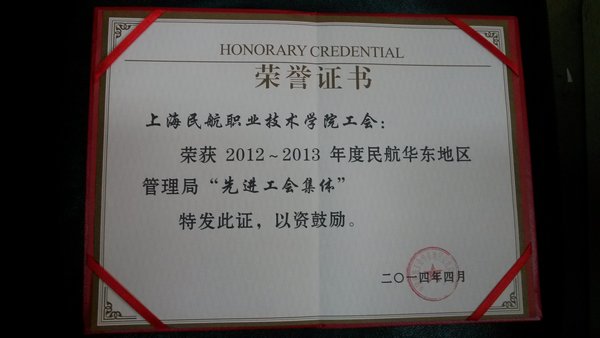 HONORARY CREDENTIAL
荣誉证书
上海民航职业技术学院工会：
荣获 2012~2013 年度民航华东地区
管理局“先进工会集体”
特发此证，以资鼓励。
二〇一四年四月